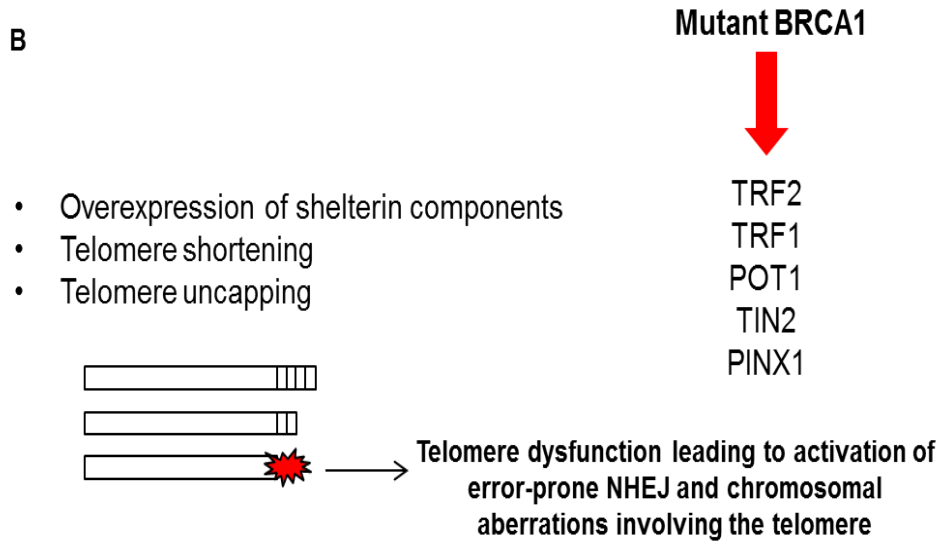 B
Mutant BRCA1
• Overexpression of shelterin components
• Telomere shortening
• Telomere uncapping
TRF2
TRF1
POT1
TIN2
PINX1
Telomere dysfunction leading to activation of
error-prone NHEJ and chromosomal
aberrations involving the telomere